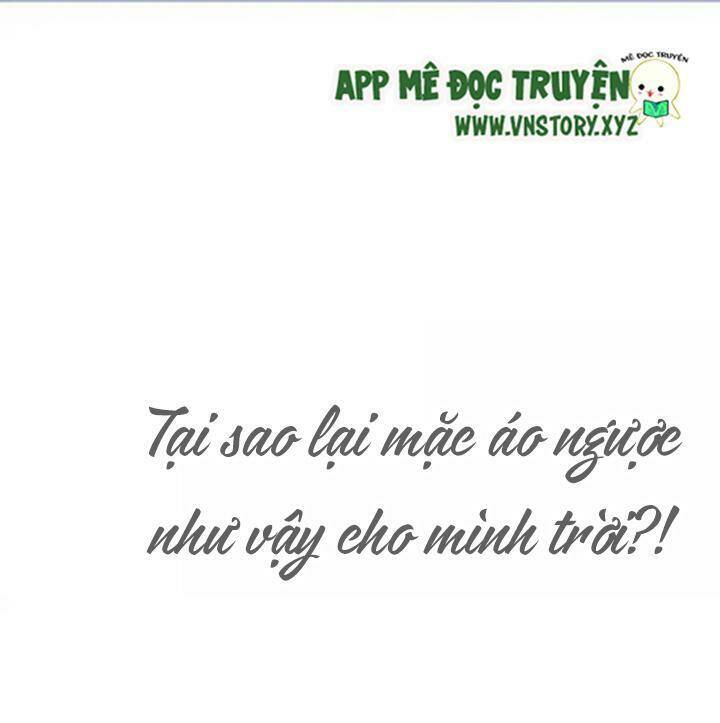 MÊ ĐỌC TRUYỆN
APP MÊ ĐỌC TRUYỆN
WWW.VNSTORY.XYZ
Tại sao lại mặc áo ngược
như vậy cho mình trời?!